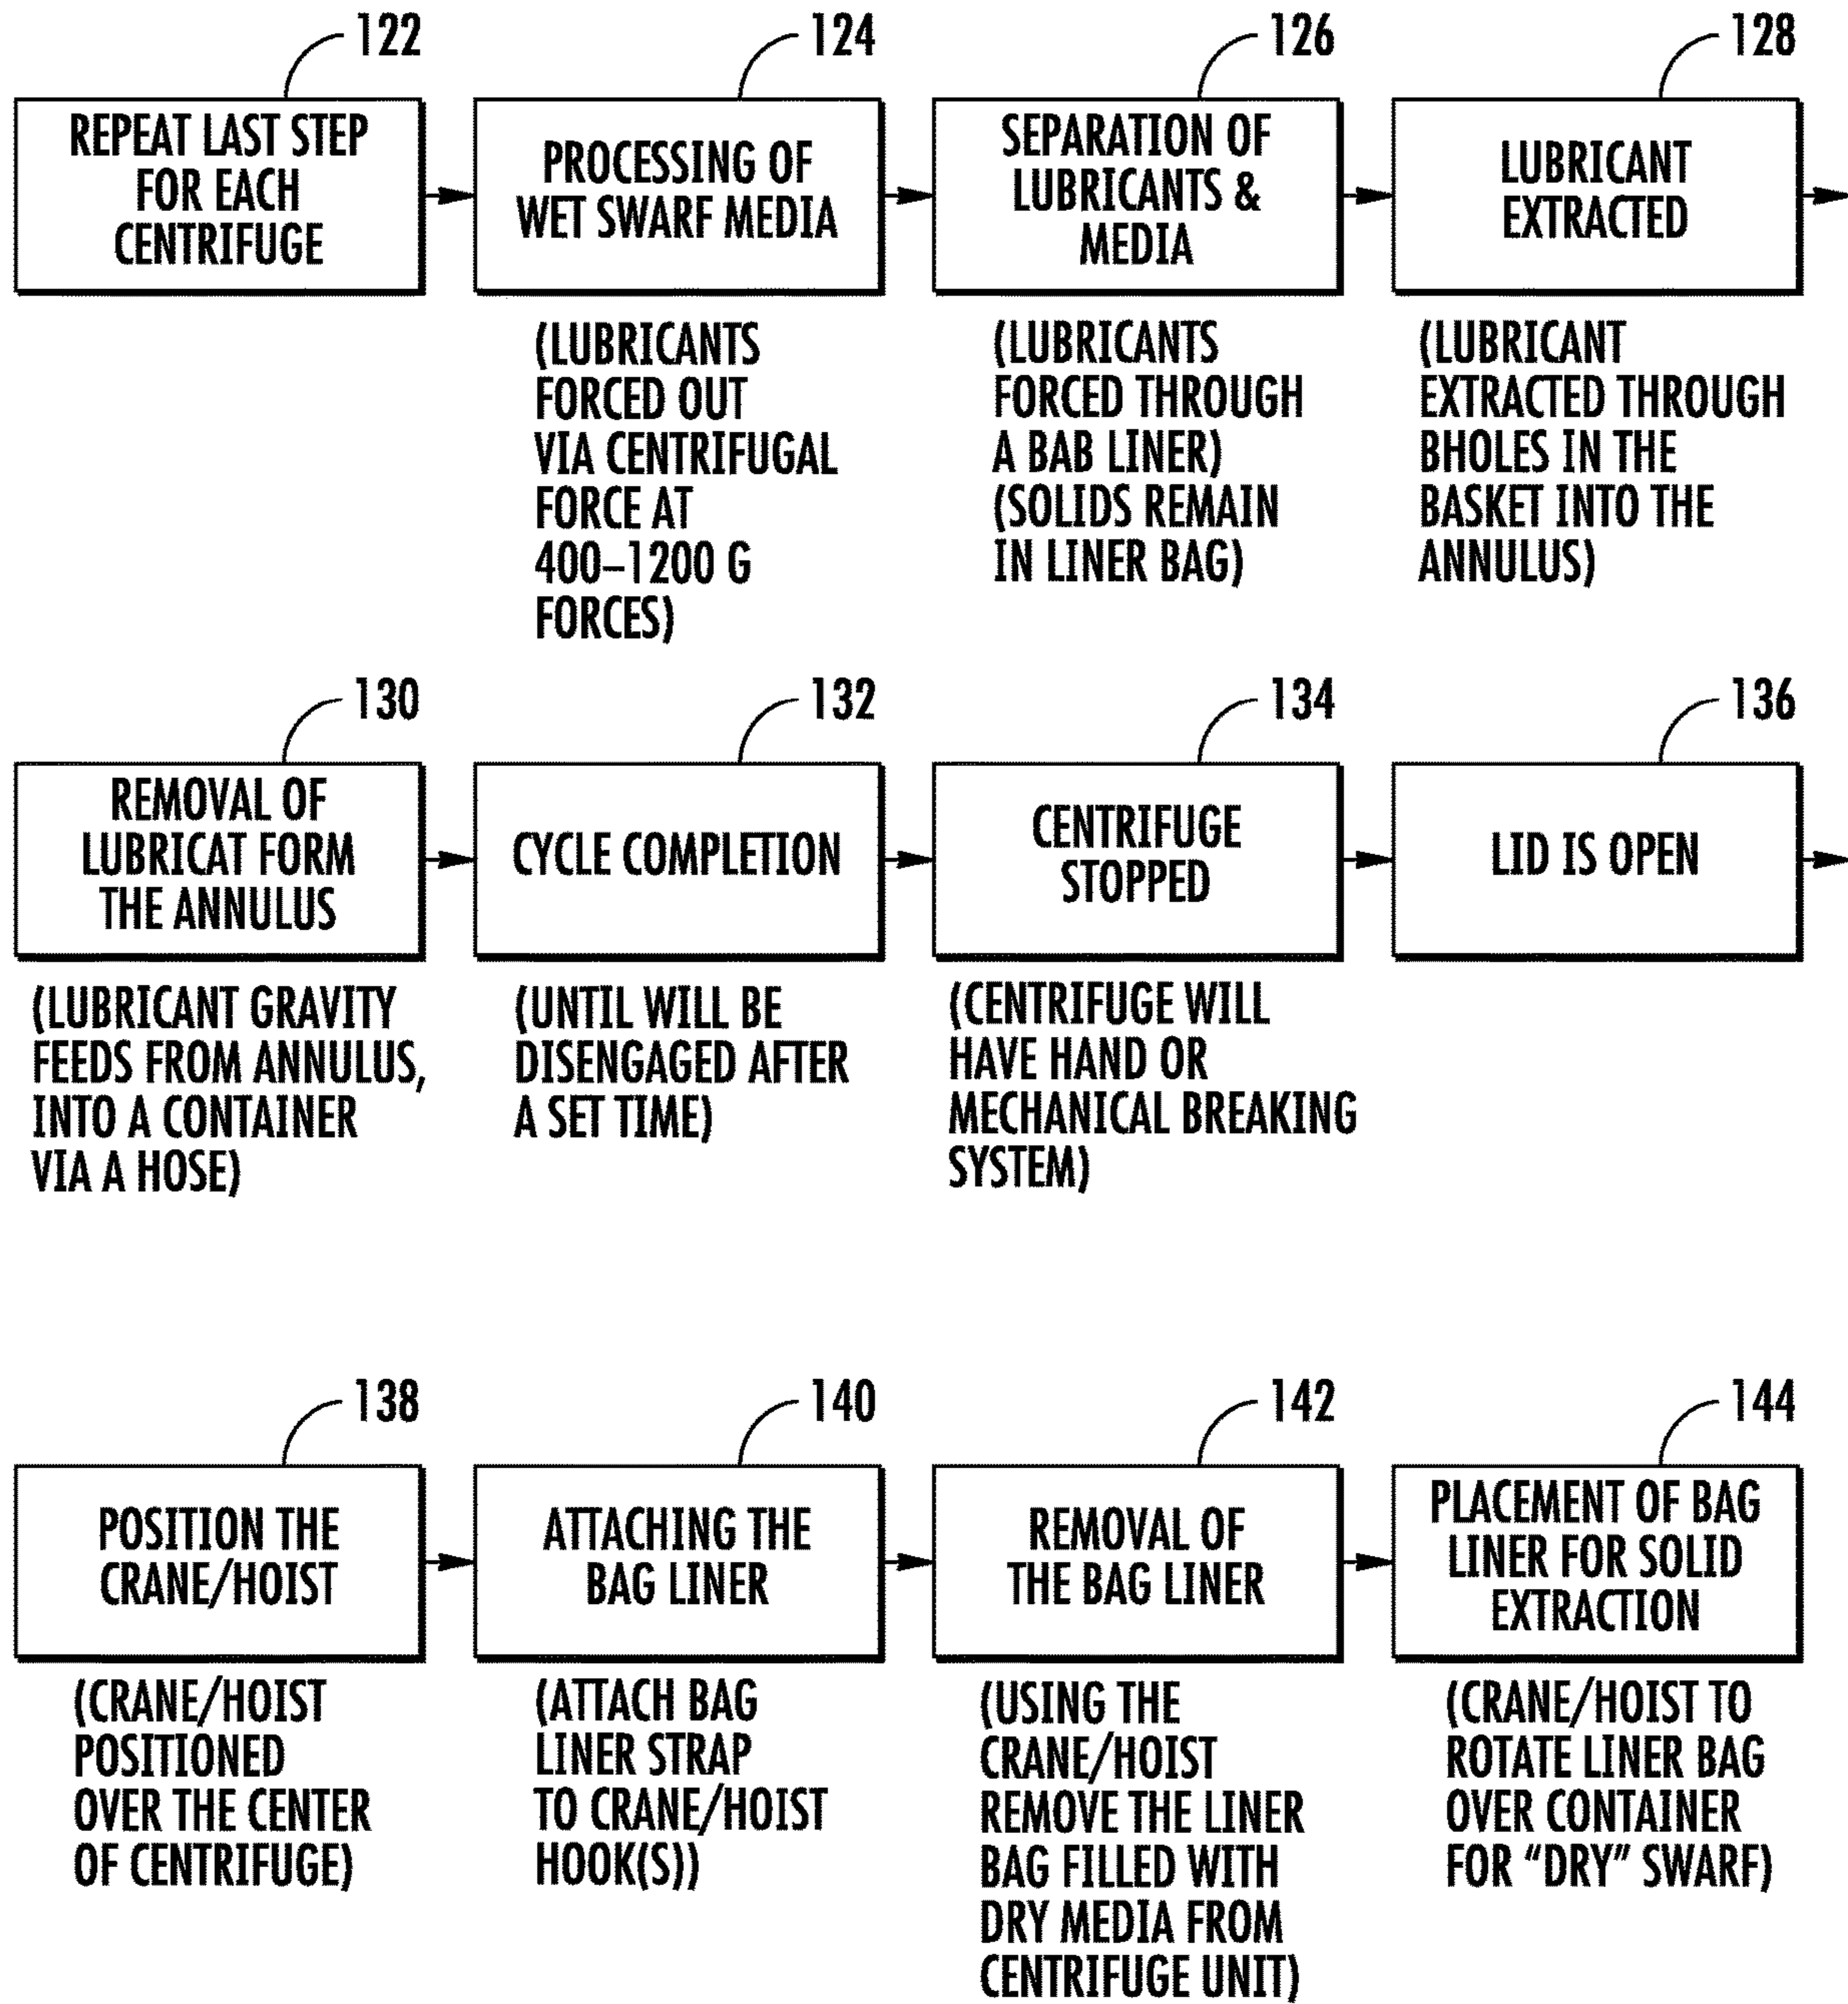 122
REPEAT LAST STEP
FOR EACH
CENTRIFUGE
124
PROCESSING OF
WET SWARF MEDIA
(LUBRICANTS
FORCED OUT
VIA CENTRIFUGAL
FORCE AT
400–1200 G
FORCES)
126
SEPARATION OF
LUBRICANTS &
MEDIA
(LUBRICANTS
FORCED THROUGH
A BAB LINER)
(SOLIDS REMAIN
IN LINER BAG)
128
LUBRICANT
EXTRACTED
(LUBRICANT
EXTRACTED THROUGH
BHOLES IN THE
BASKET INTO THE
ANNULUS)
130
REMOVAL OF
LUBRICAT FORM
THE ANNULUS
(LUBRICANT GRAVITY
FEEDS FROM ANNULUS,
INTO A CONTAINER
VIA A HOSE)
132
CYCLE COMPLETION
(UNTIL WILL BE
DISENGAGED AFTER
A SET TIME)
134
CENTRIFUGE
STOPPED
(CENTRIFUGE WILL
HAVE HAND OR
MECHANICAL BREAKING
SYSTEM)
136
LID IS OPEN
138
POSITION THE
CRANE/HOIST
(CRANE/HOIST
POSITIONED
OVER THE CENTER
OF CENTRIFUGE)
140
ATTACHING THE
BAG LINER
(ATTACH BAG
LINER STRAP
TO CRANE/HOIST
HOOK(S))
142
REMOVAL OF
THE BAG LINER
(USING THE
CRANE/HOIST
REMOVE THE LINER
BAG FILLED WITH
DRY MEDIA FROM
CENTRIFUGE UNIT)
144
PLACEMENT OF BAG
LINER FOR SOLID
EXTRACTION
(CRANE/HOIST TO
ROTATE LINER BAG
OVER CONTAINER
FOR “DRY” SWARF)